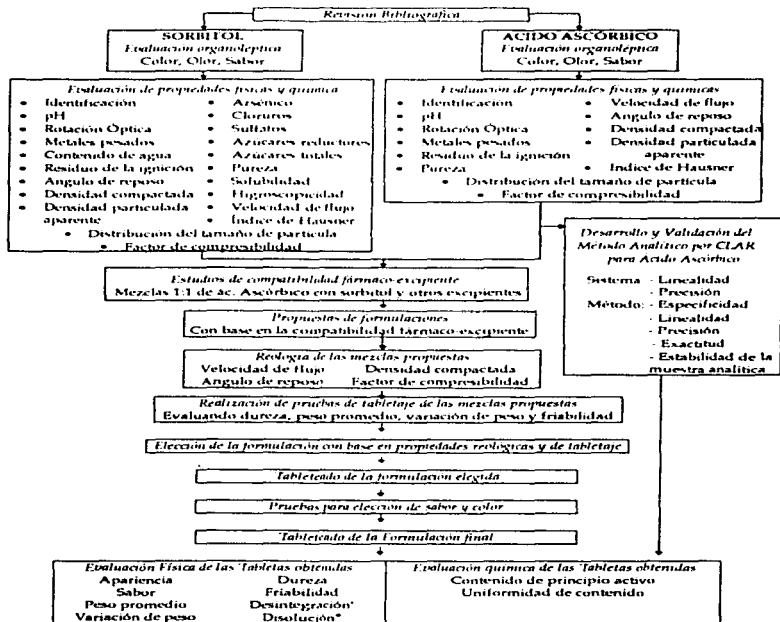 Revisión Bibliográfica
SORBITOL
Evaluación organoléptica
Color, Olor, Sabor
ACIDO ASCÓRBICO
Evaluación organoléptica
Color, Olor, Sabor
Evaluación de propiedades físicas y química
• Identificación
• pH
• Rotación Óptica
• Metales pesados
• Contenido de agua
• Residuo de la ignición
• Angulo de reposo
• Densidad compactada
• Densidad particulada
aparente
• Arsénico
• Cloruros
• Sulfatos
• Azúcares reductores
• Azúcares totales
• Pureza
• Solubilidad
• Higroscopicidad
• Velocidad de flujo
• Índice de Hausner
• Distribución del tamaño de partícula
• Factor de compresibilidad
Evaluación de propiedades físicas y químicas
• Identificación
• pH
• Rotación Óptica
• Metales pesados
• Residuo de la ignición
• Pureza
• Velocidad de flujo
• Angulo de reposo
• Densidad compactada
• Densidad particulada
aparente
• Indice de Hausner
• Distribución del tamaño de partícula
• Factor de compresibilidad
Desarrollo y Validación del
Método Analítico por CLAR
para Acido Ascórbico
Sistema - Linealidad
- Precisión
Método: - Especificidad
- Linealidad
- Precisión
- Exactitud
- Estabilidad de la
muestra analítica
Estudios de compatibilidad fármaco-excipiente
Mezclas 1:1 de ác. Ascórbico con sorbitol y otros excipientes
Propuestas de formulaciones
Con base en la compatibilidad fármaco-excipiente
Reología de las mezclas propuestas
Velocidad de flujo Densidad compactada
Angulo de reposo Factor de compresibilidad
Realización de pruebas de tabletaje de las mezclas propuestas
Evaluando dureza, peso promedio, variación de peso y friabilidad
Elección de la formulación con base en propiedades reológicas y de tabletaje
Tableteado de la formulación elegida
Pruebas para elección de sabor y color
Tableteado de la Formulación final
Evaluación Física de las Tabletas obtenidas
Apariencia Dureza
Sabor Friabilidad
Peso promedio Desintegración*
Variación de peso Disolución*
Evaluación química de las Tabletas obtenidas
Contenido de principio activo
Uniformidad de contenido